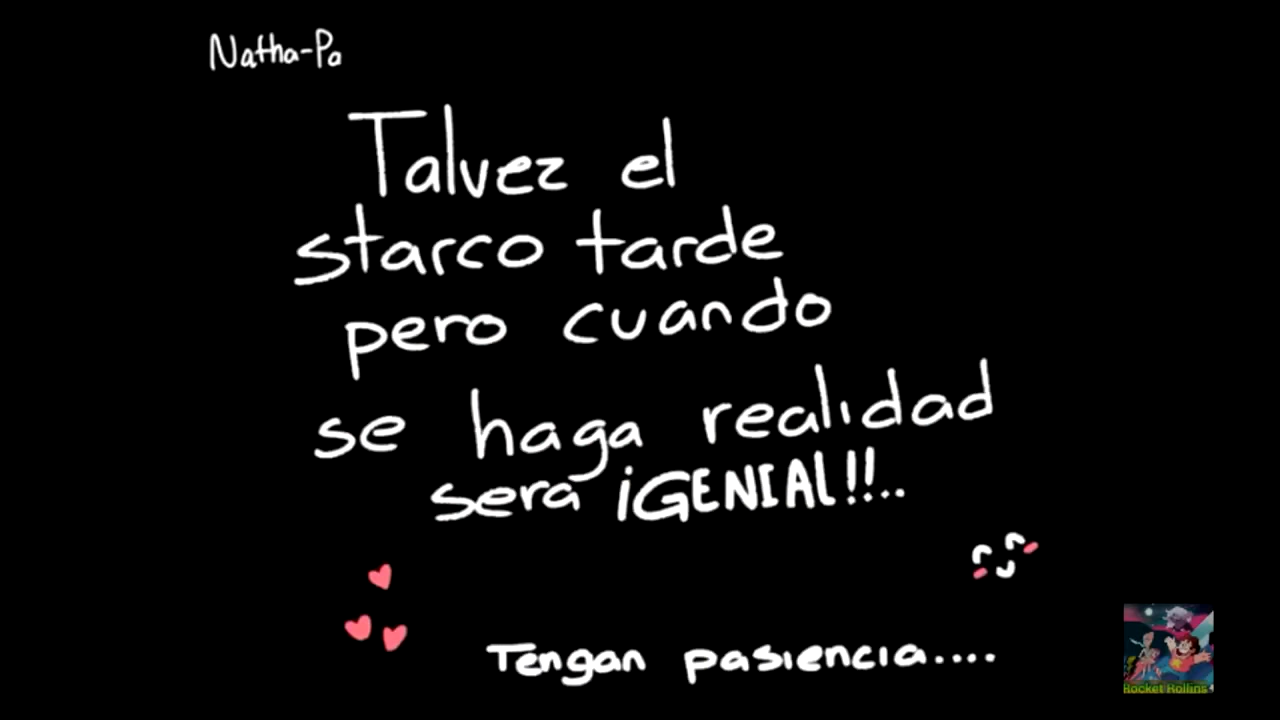 Natha-Pa
Talvez el
starco tarde
pero cuando
se haga realidad
sera ¡GENIAL!!..
Tengan pasiencia....
Rocket Rollins